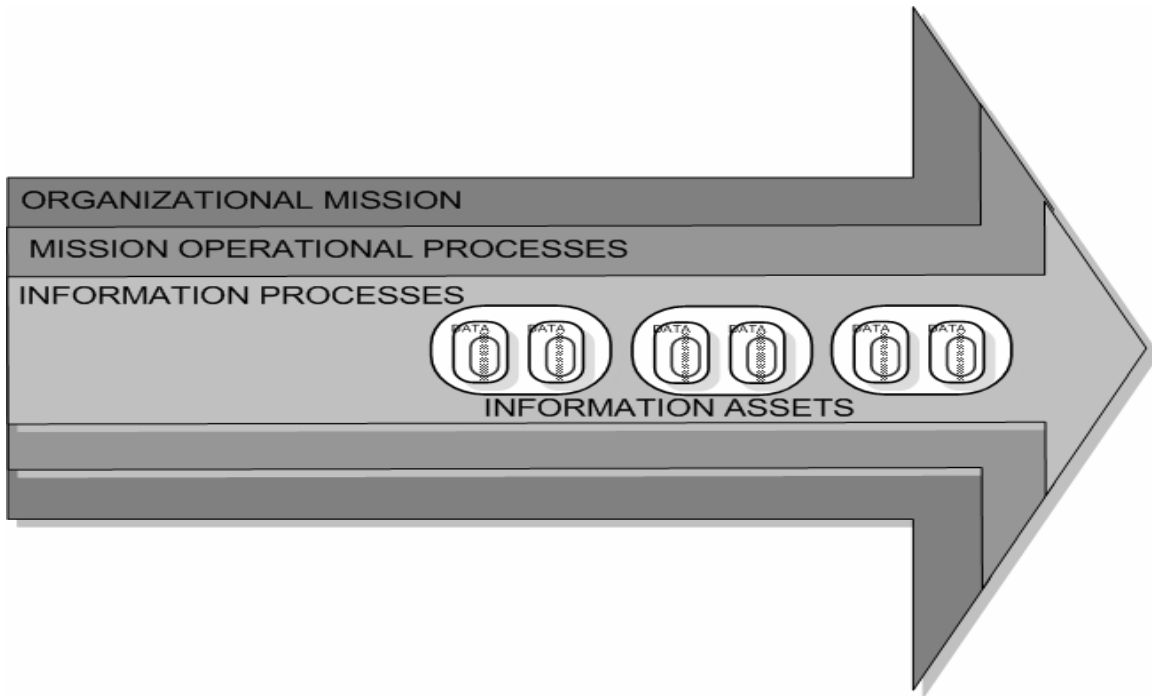 ORGANIZATIONAL MISSION
MISSION OPERATIONAL PROCESSES
INFORMATION PROCESSES
DATA DATA DATA DATA DATA DATA
INFORMATION ASSETS